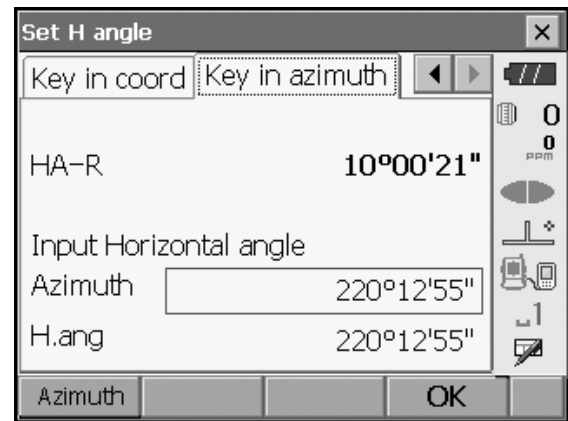 Set H angle
Key in coord Key in azimuth
0
0
PPM
HA-R 10°00'21"
Input Horizontal angle
Azimuth 220°12'55"
H.ang 220°12'55"
1
Azimuth OK